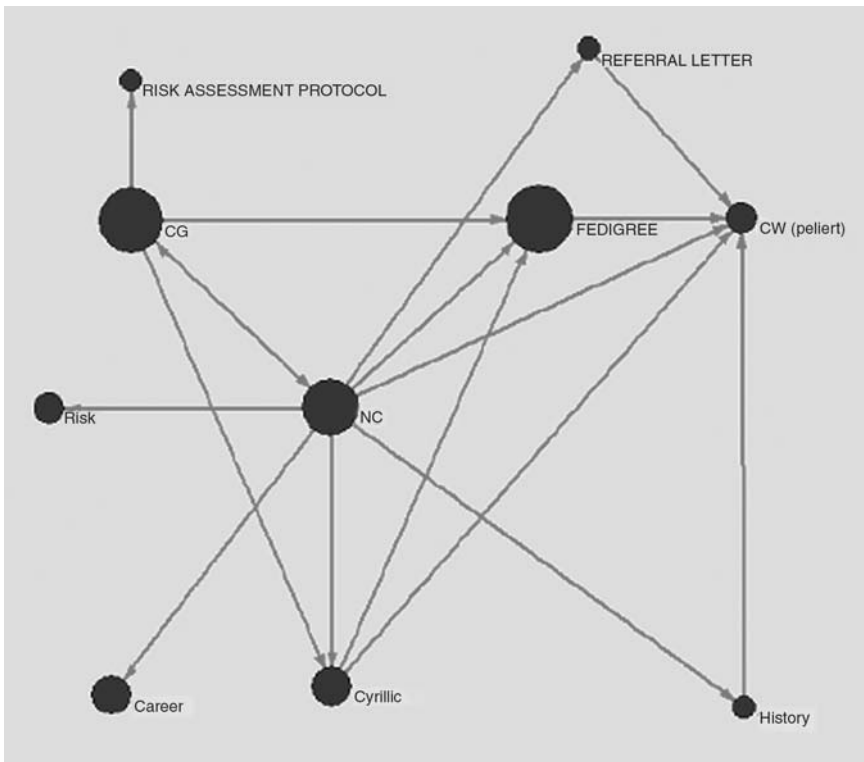 REFERRAL LETTER
RISK ASSESSMENT PROTOCOL
CG
FEDIGREE
CW (peliert)
NC
Risk
Career
Cyrillic
History